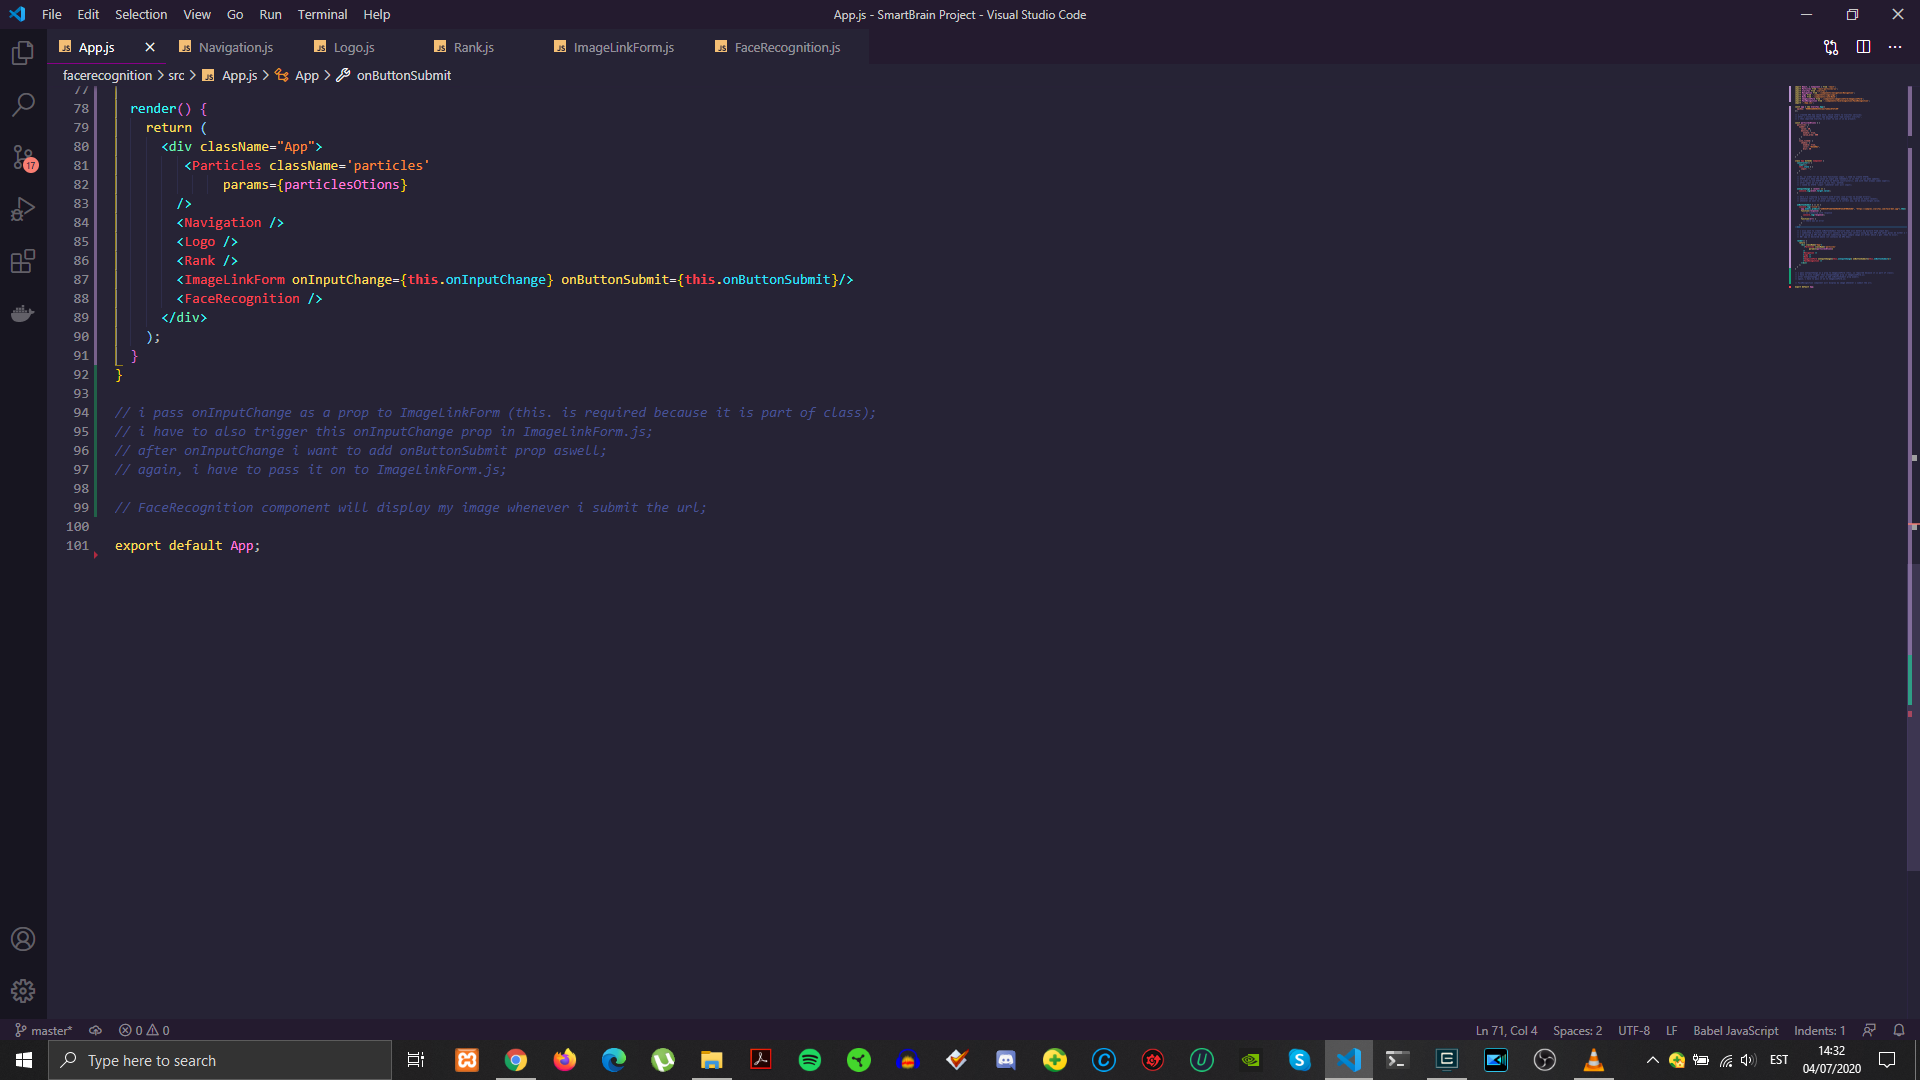 File Edit Selection View Go Run Terminal Help
App.js - SmartBrain Project - Visual Studio Code
App.js Navigation.js Logo.js Rank.js ImageLinkForm.js FaceRecognition.js
facerecognition > src > App.js > App > onButtonSubmit
77
78 render() {
79 return (
80 <div className="App">
81 <Particles className='particles'
82 params={particlesOtions}
83 />
84 <Navigation />
85 <Logo />
86 <Rank />
87 <ImageLinkForm onInputChange={this.onInputChange} onButtonSubmit={this.onButtonSubmit}/>
88 <FaceRecognition />
89 </div>
90 );
91 }
92 }
93
94 // i pass onInputChange as a prop to ImageLinkForm (this. is required because it is part of class);
95 // i have to also trigger this onInputChange prop in ImageLinkForm.js;
96 // after onInputChange i want to add onButtonSubmit prop aswell;
97 // again, i have to pass it on to ImageLinkForm.js;
98
99 // FaceRecognition component will display my image whenever i submit the url;
100
101 export default App;
17
master* 0 0
Ln 71, Col 4 Spaces: 2 UTF-8 LF Babel JavaScript Indents: 1
Type here to search
EST
14:32
04/07/2020